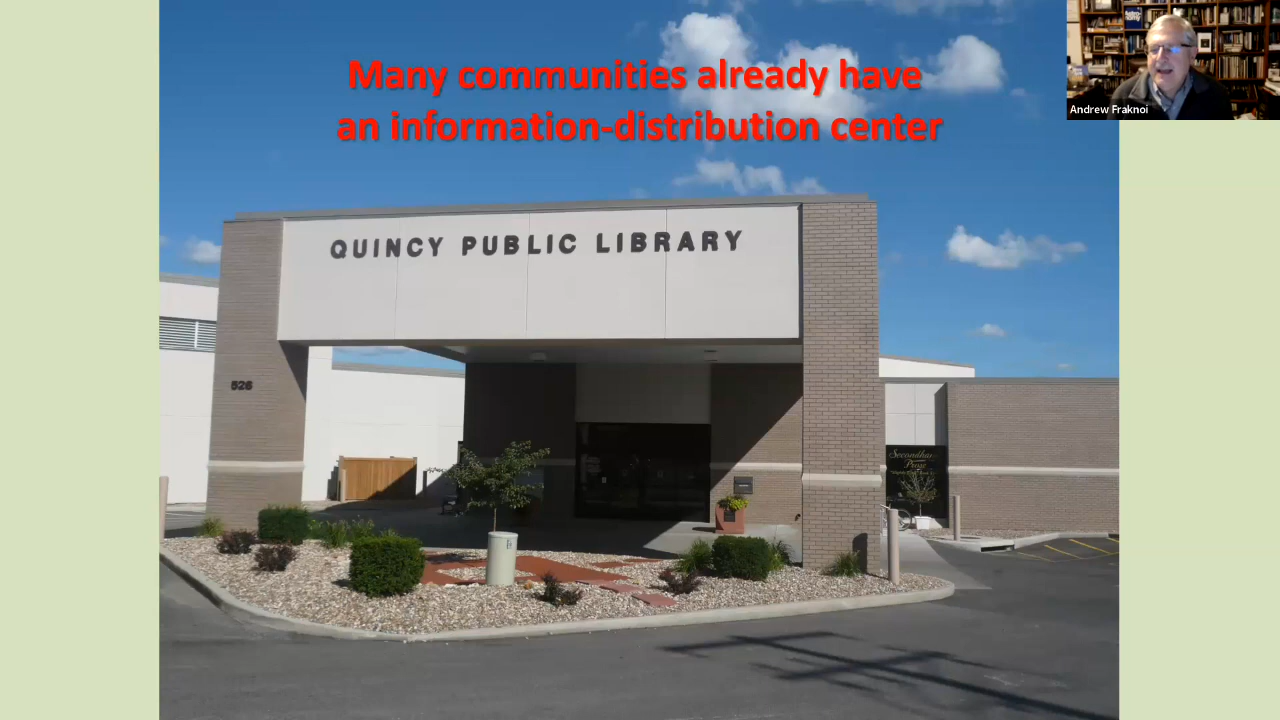 Many communities already have
an information-distribution center
Andrew Fraknoi
QUINCY PUBLIC LIBRARY
526